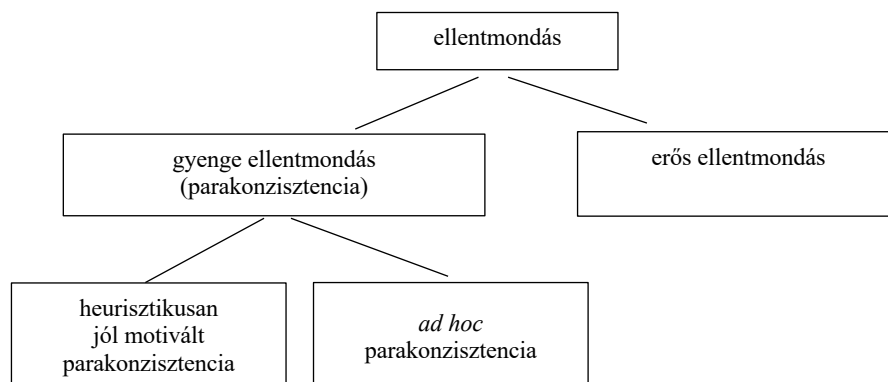 ellentmondás
gyenge ellentmondás
(parakonzisztencia)
erős ellentmondás
heurisztikusan
jól motivált
parakonzisztencia
ad hoc
parakonzisztencia